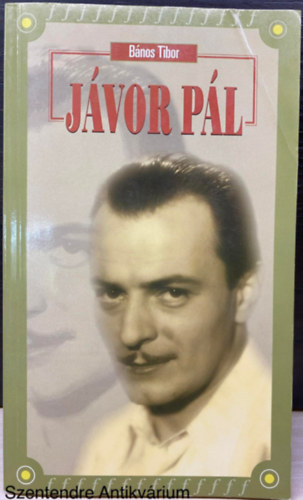 Bános Tibor
JÁVOR PÁL
Szentendre Antikvárium